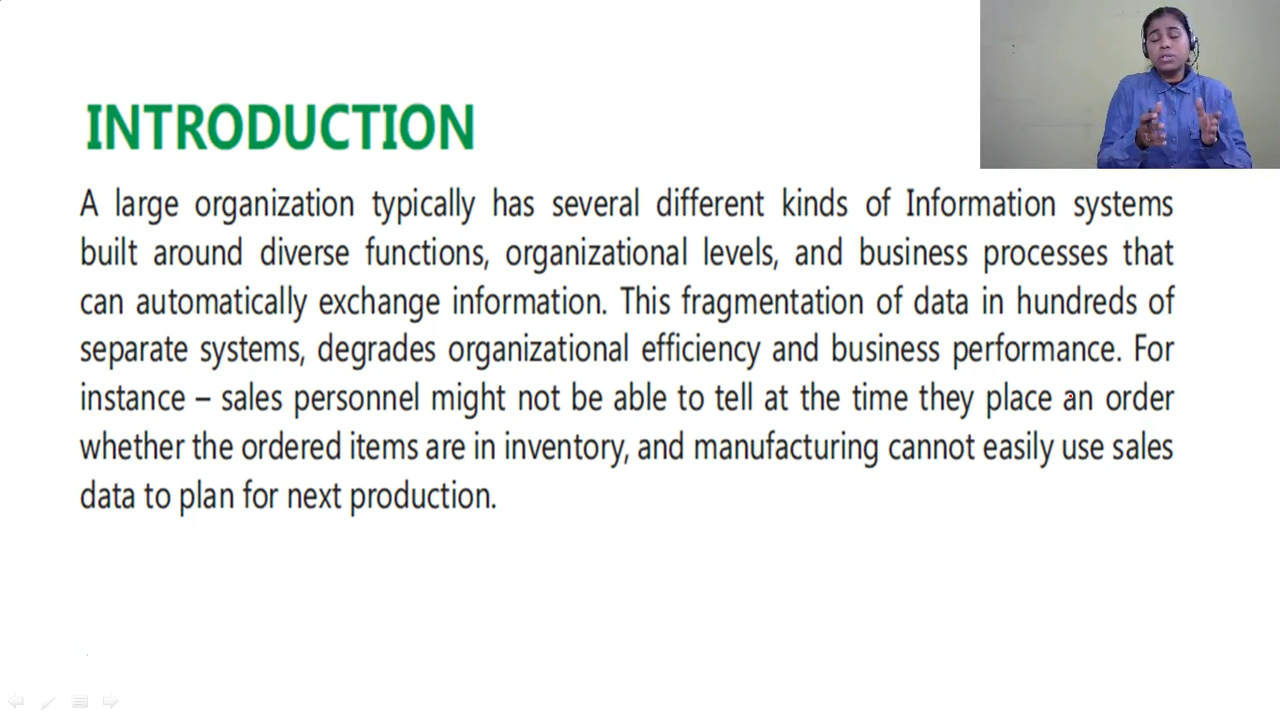 INTRODUCTION
A large organization typically has several different kinds of Information systems
built around diverse functions, organizational levels, and business processes that
can automatically exchange information. This fragmentation of data in hundreds of
separate systems, degrades organizational efficiency and business performance. For
instance – sales personnel might not be able to tell at the time they place an order
whether the ordered items are in inventory, and manufacturing cannot easily use sales
data to plan for next production.